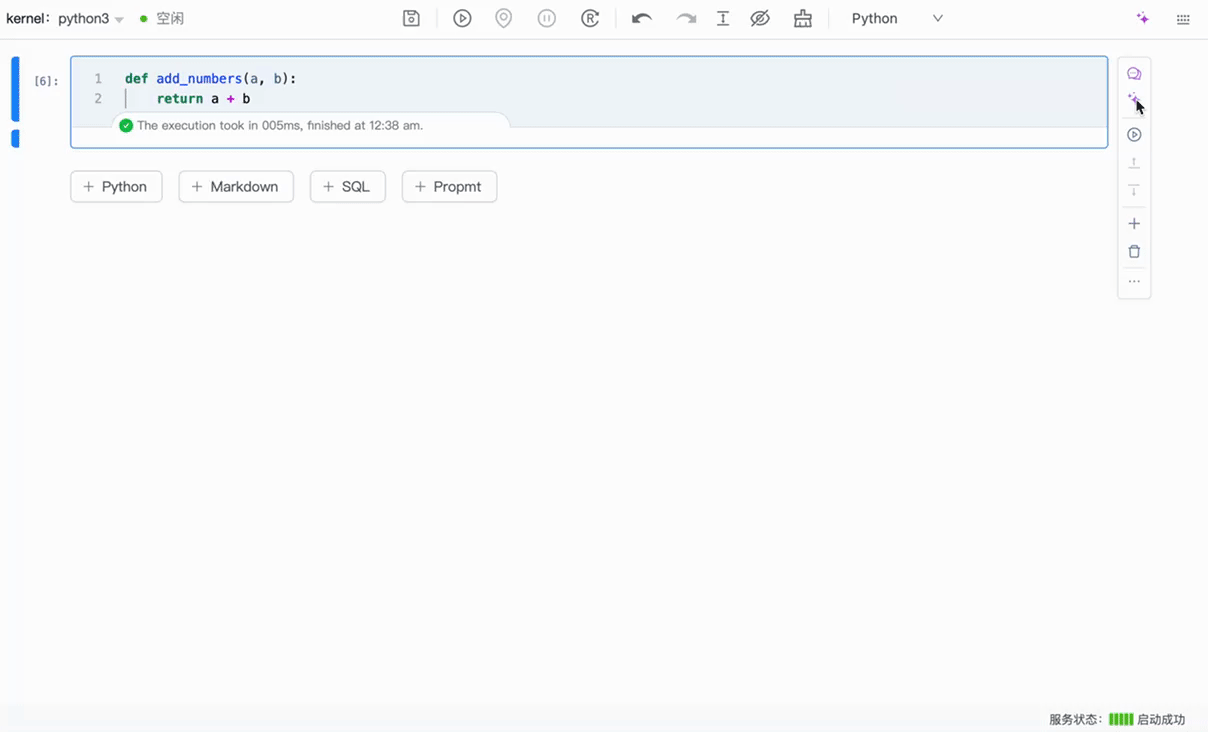 kernel: python3 空闲 Python
[6]:
1 def add_numbers(a, b):
2 return a + b
The execution took in 005ms, finished at 12:38 am.
+ Python + Markdown + SQL + Propmt
服务状态: 启动成功